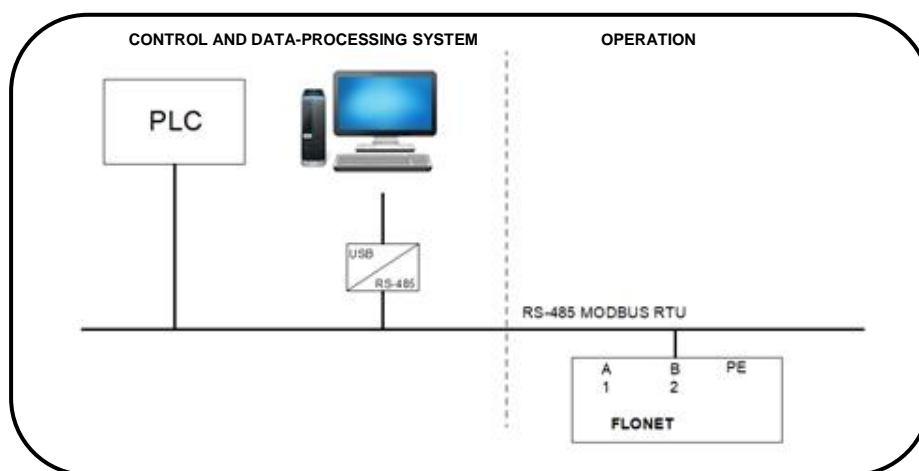 CONTROL AND DATA-PROCESSING SYSTEM
OPERATION
PLC
USB
RS-485
RS-485 MODBUS RTU
A B PE
1 2
FLONET